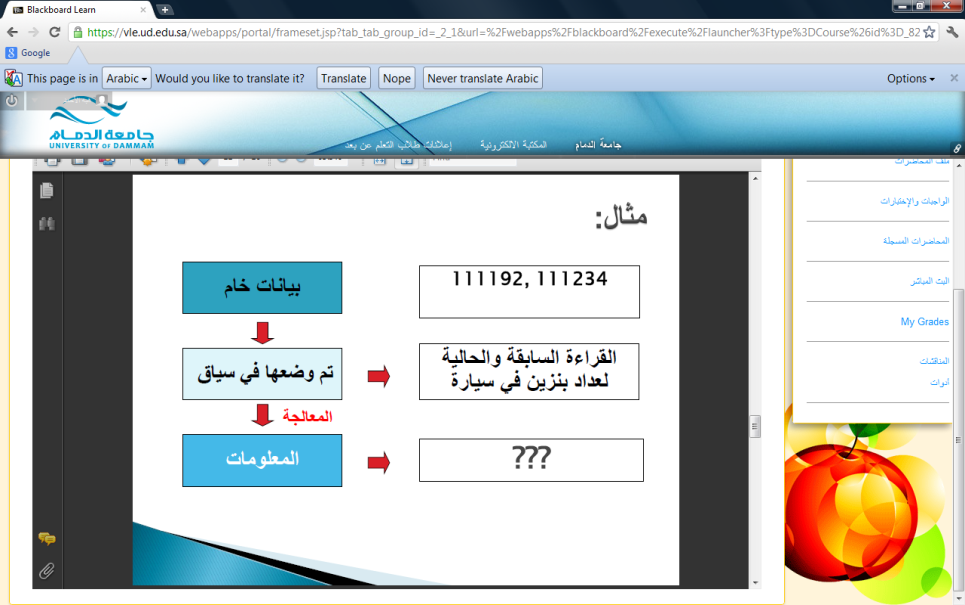 Blackboard Learn
https://vle.ud.edu.sa/webapps/portal/frameset.jsp?tab_tab_group_id=_2_1&url=%2Fwebapps%2Fblackboard%2Fexecute%2Flauncher%3Ftype%3DCourse%26id%3D_82
Google
This page is in Arabic Would you like to translate it? Translate Nope Never translate Arabic Options
جامعة الدمام
UNIVERSITY OF DAMMAM
جامعة الدمام المكتبة الالكترونية إعلانات طلاب التعلم عن بعد
مثال:
بيانات خام
111192, 111234
تم وضعها في سياق
القراءة السابقة والحالية
لعداد بنزين في سيارة
المعالجة
المعلومات
???
ملف المحاضرات
الواجبات والإختبارات
المحاضرات المسجلة
البث المباشر
My Grades
المناقشات
أدوات